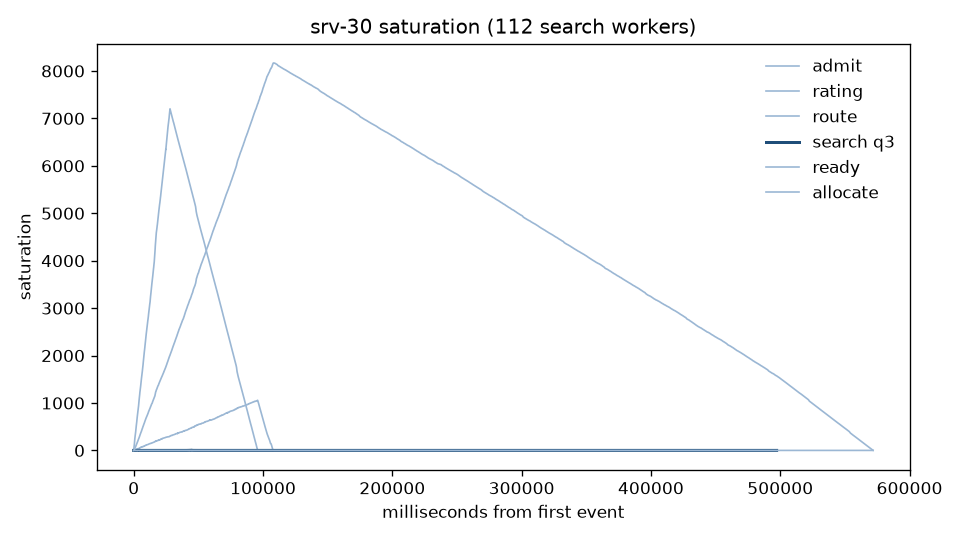 srv-30 saturation (112 search workers)
admit
rating
route
search q3
ready
allocate
saturation
8000
7000
6000
5000
4000
3000
2000
1000
0
0 100000 200000 300000 400000 500000 600000
milliseconds from first event